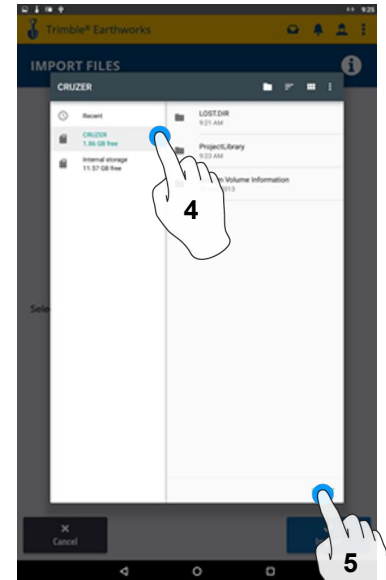 9:25
Trimble® Earthworks
IMPORT FILES
CRUZER
Recent
CRUZER
1.86 GB free
Internal storage
11.57 GB free
LOST.DIR
9:21 AM
ProjectLibrary
9:23 AM
Volume Information
2013
4
Cancel
5